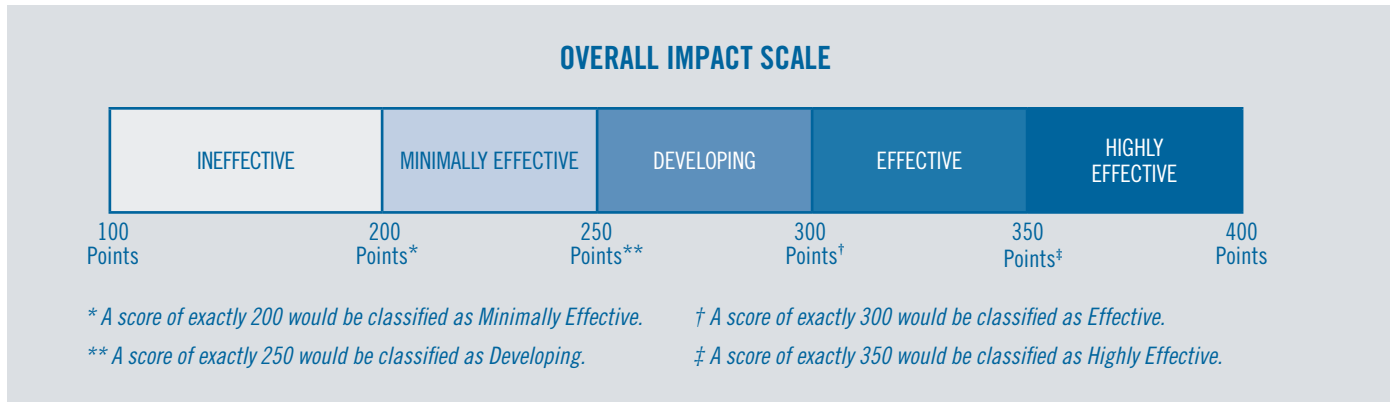 OVERALL IMPACT SCALE
INEFFECTIVE
MINIMALLY EFFECTIVE
DEVELOPING
EFFECTIVE
HIGHLY
EFFECTIVE
100
Points
200
Points*
250
Points**
300
Points†
350
Points‡
400
Points
* A score of exactly 200 would be classified as Minimally Effective.
** A score of exactly 250 would be classified as Developing.
† A score of exactly 300 would be classified as Effective.
‡ A score of exactly 350 would be classified as Highly Effective.